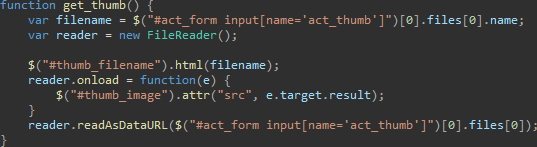 function get_thumb() {
    var filename = $("#act_form input[name='act_thumb']")[0].files[0].name;
    var reader = new FileReader();

    $("#thumb_filename").html(filename);
    reader.onload = function(e) {
        $("#thumb_image").attr("src", e.target.result);
    }
    reader.readAsDataURL($("#act_form input[name='act_thumb']")[0].files[0]);
}